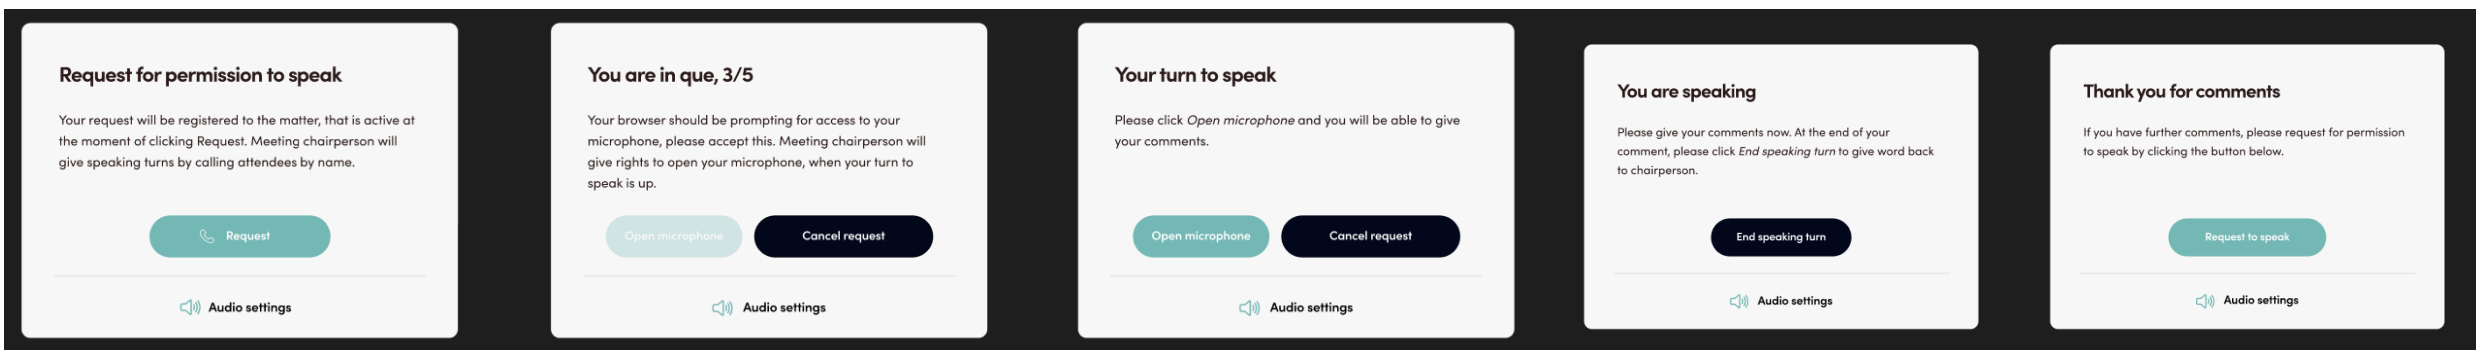 Request for permission to speak
Your request will be registered to the matter, that is active at
the moment of clicking Request. Meeting chairperson will
give speaking turns by calling attendees by name.
Request
Audio settings
You are in que, 3/5
Your browser should be prompting for access to your
microphone, please accept this. Meeting chairperson will
give rights to open your microphone, when your turn to
speak is up.
Open microphone
Cancel request
Audio settings
Your turn to speak
Please click Open microphone and you will be able to give
your comments.
Open microphone
Cancel request
Audio settings
You are speaking
Please give your comments now. At the end of your
comment, please click End speaking turn to give word back
to chairperson.
End speaking turn
Audio settings
Thank you for comments
If you have further comments, please request for permission
to speak by clicking the button below.
Request to speak
Audio settings